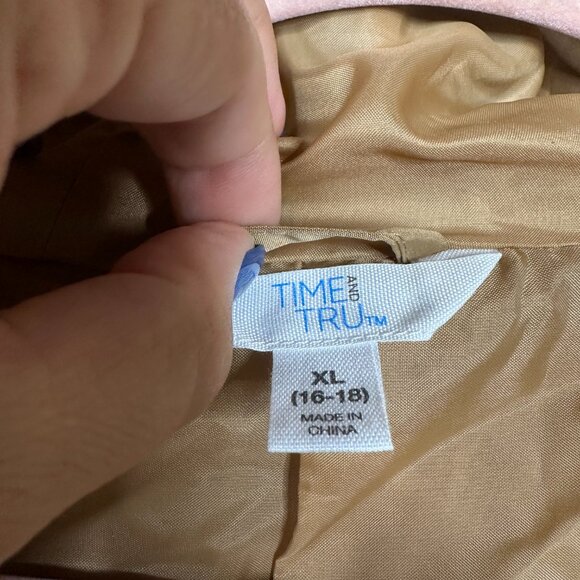 TIME AND
TRU™
XL
(16-18)
MADE IN
CHINA